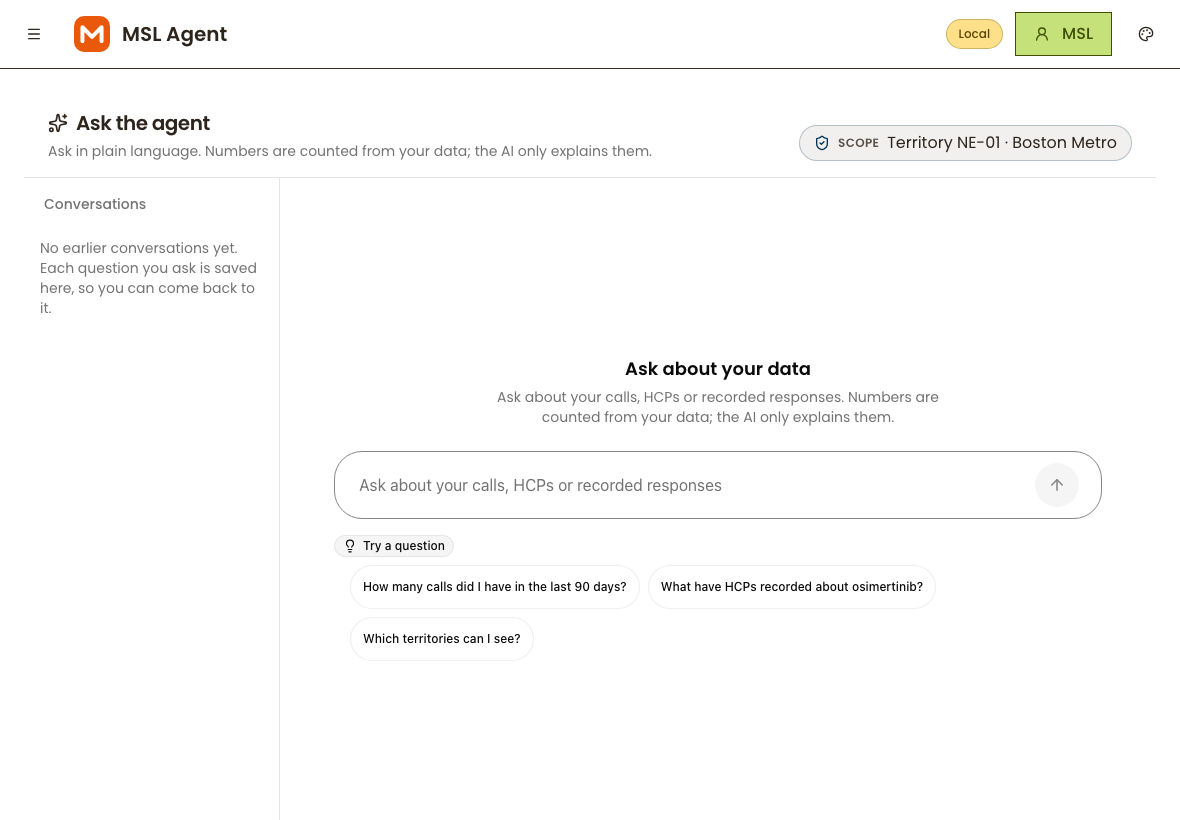 MSL Agent
Local
MSL
Ask the agent
Ask in plain language. Numbers are counted from your data; the AI only explains them.
SCOPE Territory NE-01 · Boston Metro
Conversations
No earlier conversations yet.
Each question you ask is saved
here, so you can come back to
it.
Ask about your data
Ask about your calls, HCPs or recorded responses. Numbers are
counted from your data; the AI only explains them.
Ask about your calls, HCPs or recorded responses
Try a question
How many calls did I have in the last 90 days?
What have HCPs recorded about osimertinib?
Which territories can I see?